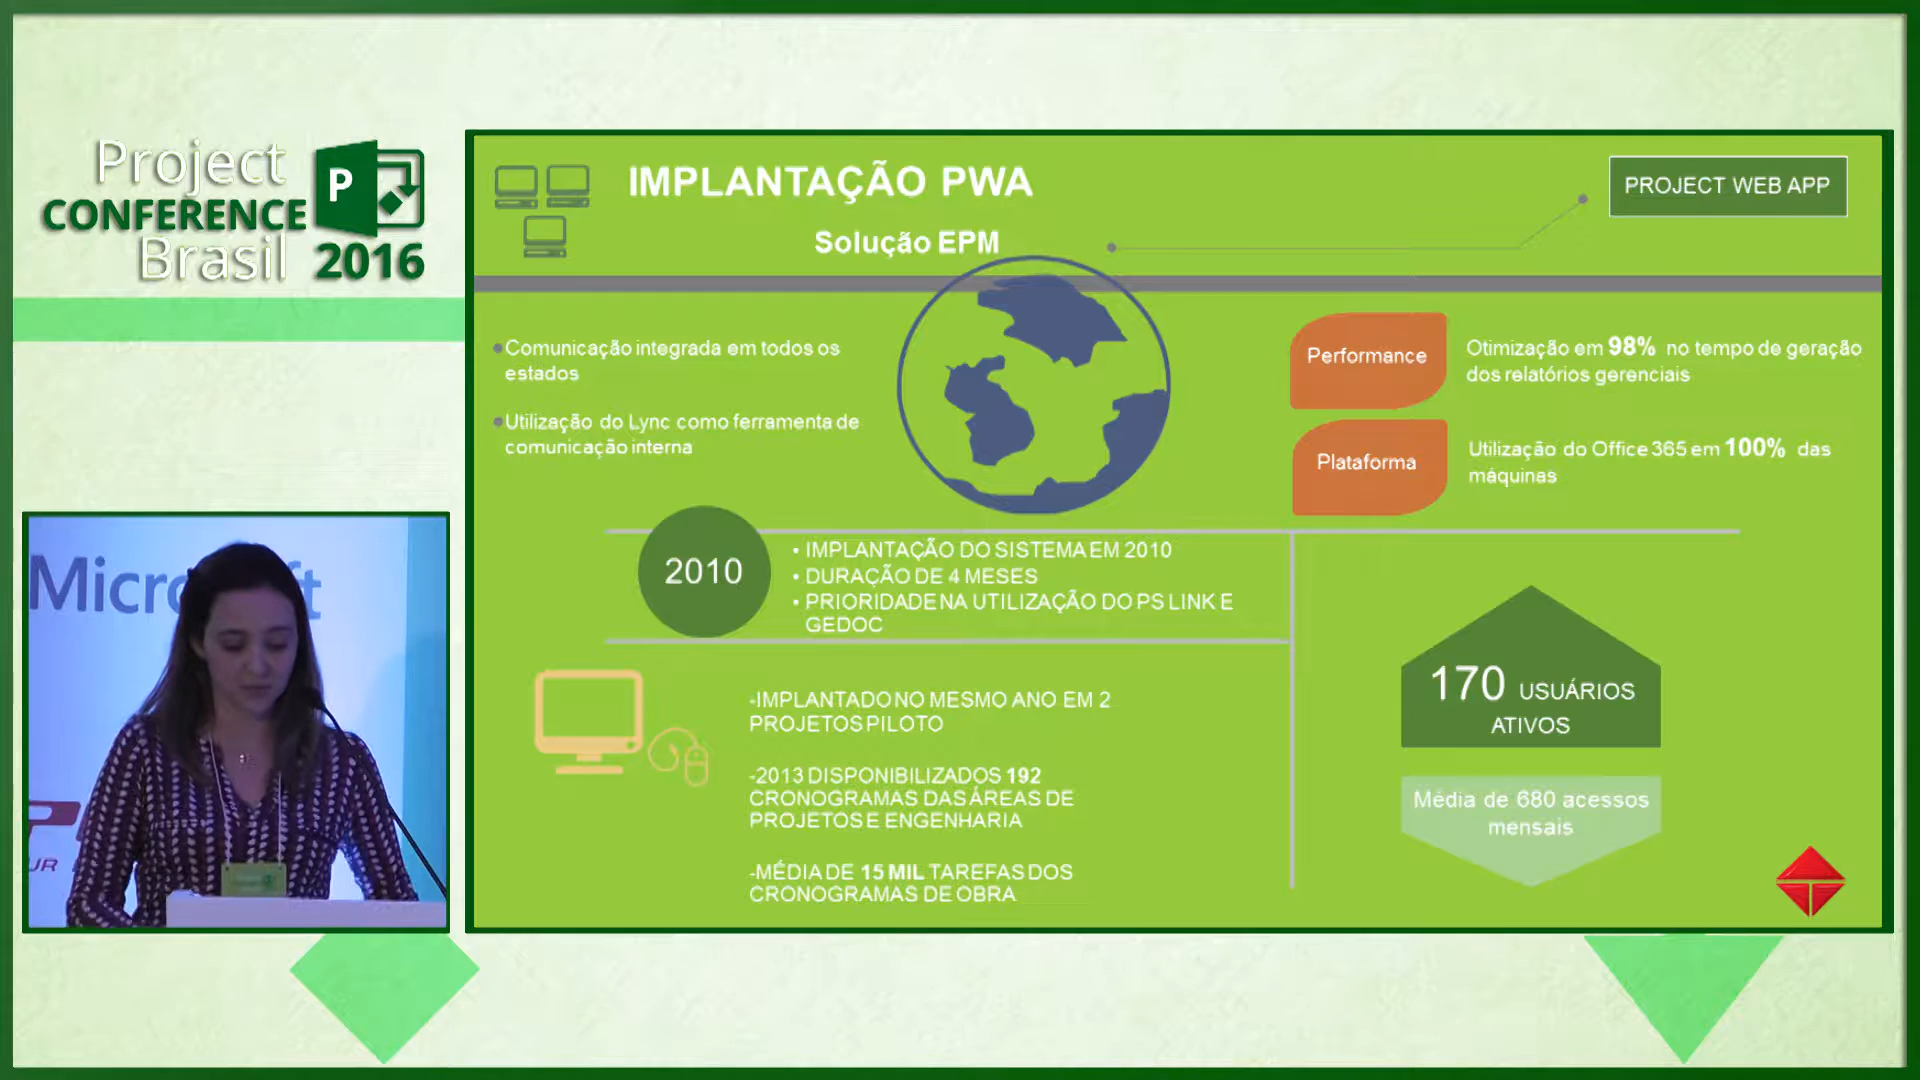 Project
CONFERENCE
Brasil 2016
P
IMPLANTAÇÃO PWA
Solução EPM
PROJECT WEB APP
•Comunicação integrada em todos os
estados
•Utilização do Lync como ferramenta de
comunicação interna
Performance
Otimização em 98% no tempo de geração
dos relatórios gerenciais
Plataforma
Utilização do Office 365 em 100% das
máquinas
2010
• IMPLANTAÇÃO DO SISTEMA EM 2010
• DURAÇÃO DE 4 MESES
• PRIORIDADE NA UTILIZAÇÃO DO PS LINK E
GEDOC
-IMPLANTADO NO MESMO ANO EM 2
PROJETOS PILOTO
-2013 DISPONIBILIZADOS 192
CRONOGRAMAS DAS ÁREAS DE
PROJETOS E ENGENHARIA
-MÉDIA DE 15 MIL TAREFAS DOS
CRONOGRAMAS DE OBRA
170 USUÁRIOS
ATIVOS
Média de 680 acessos
mensais